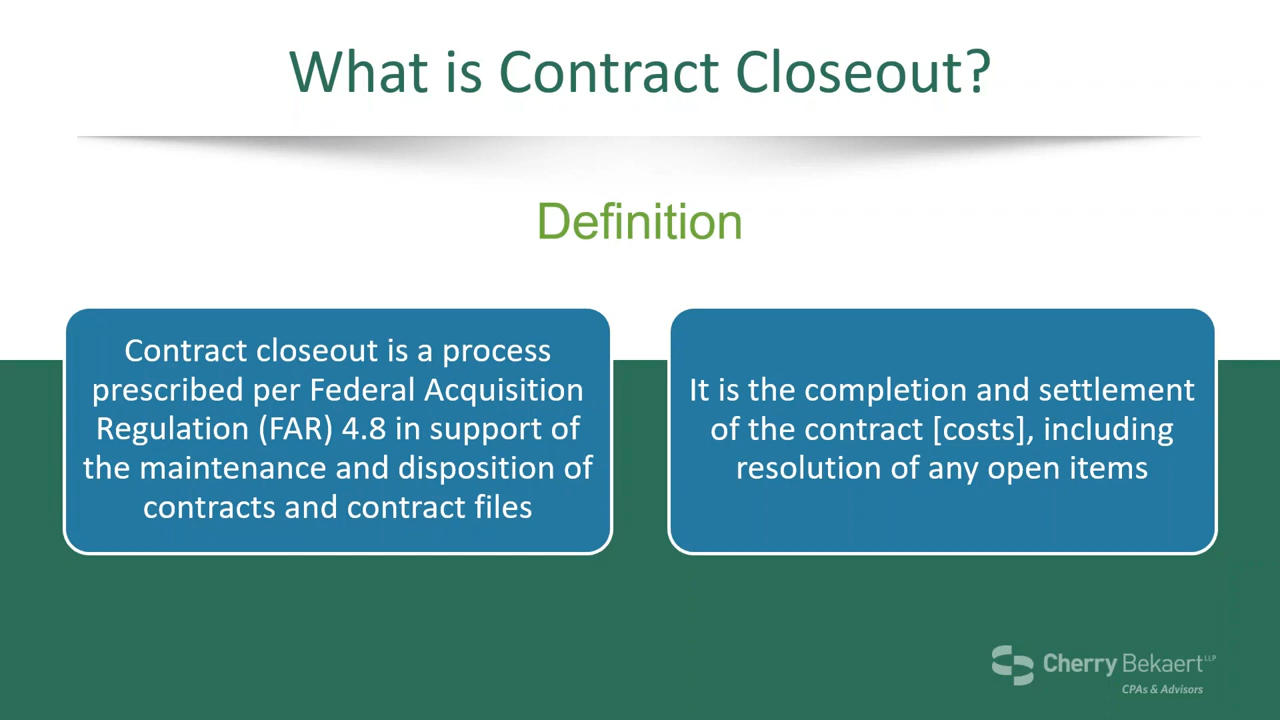 What is Contract Closeout?
Definition
Contract closeout is a process
prescribed per Federal Acquisition
Regulation (FAR) 4.8 in support of
the maintenance and disposition of
contracts and contract files
It is the completion and settlement
of the contract [costs], including
resolution of any open items
Cherry Bekaert LLP
CPAs & Advisors